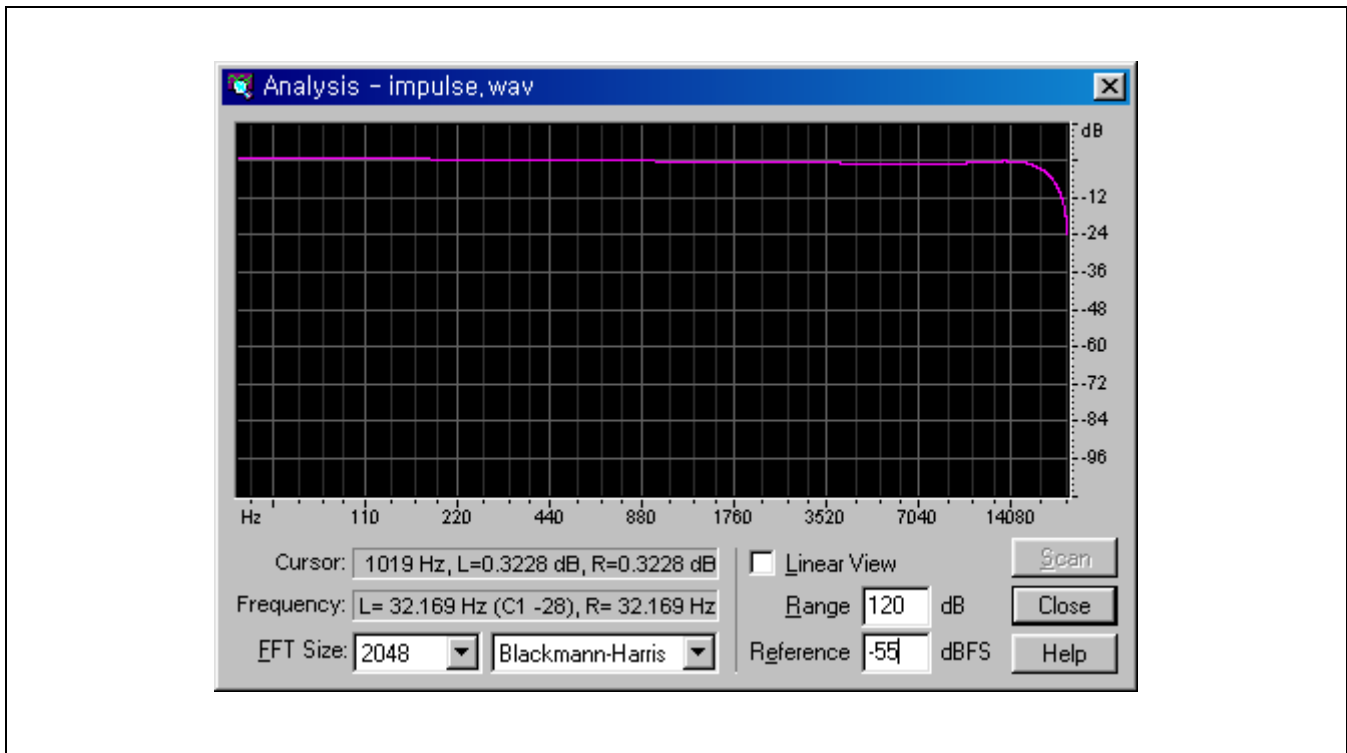 Analysis - impulse.wav
dB
-12
-24
-36
-48
-60
-72
-84
-96
Hz 110 220 440 880 1760 3520 7040 14080
Cursor: 1019 Hz, L=0.3228 dB, R=0.3228 dB
Linear View
Scan
Frequency: L= 32.169 Hz (C1 -28), R= 32.169 Hz
Range 120 dB
Close
FFT Size: 2048 Blackmann-Harris
Reference -55 dBFS
Help